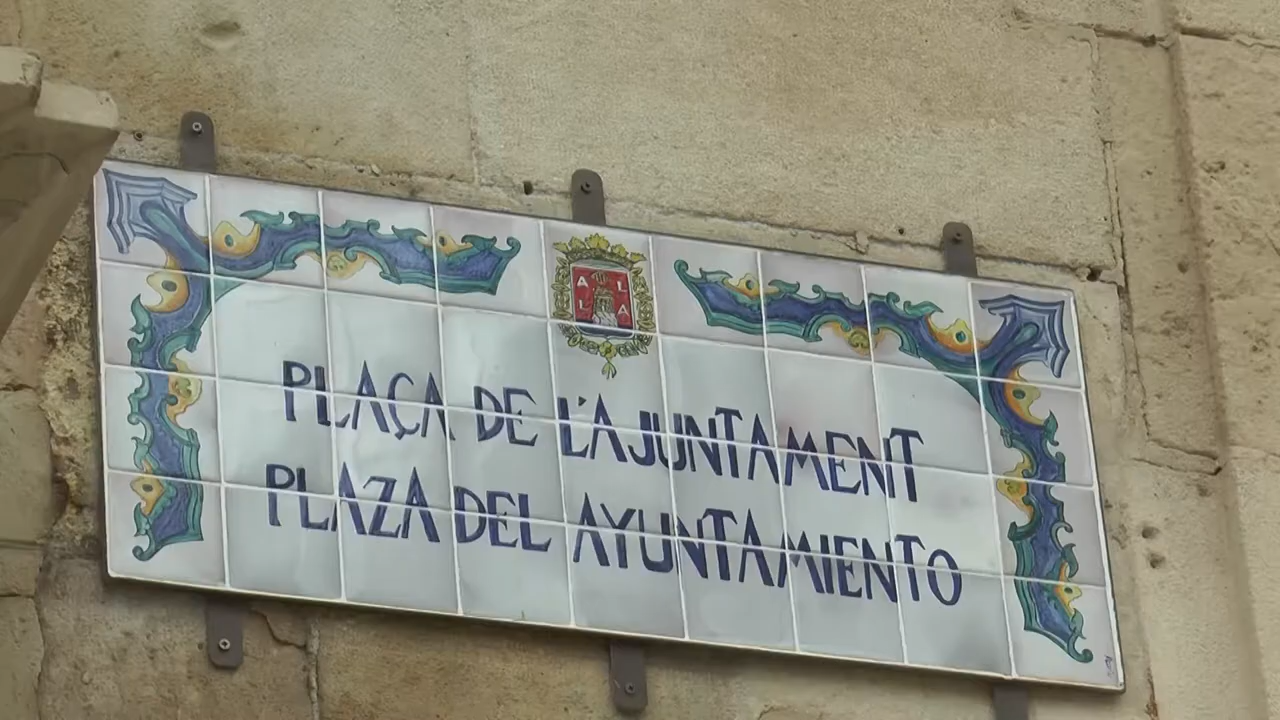 A L
L A
PLAÇA DE L'AJUNTAMENT
PLAZA DEL AYUNTAMIENTO